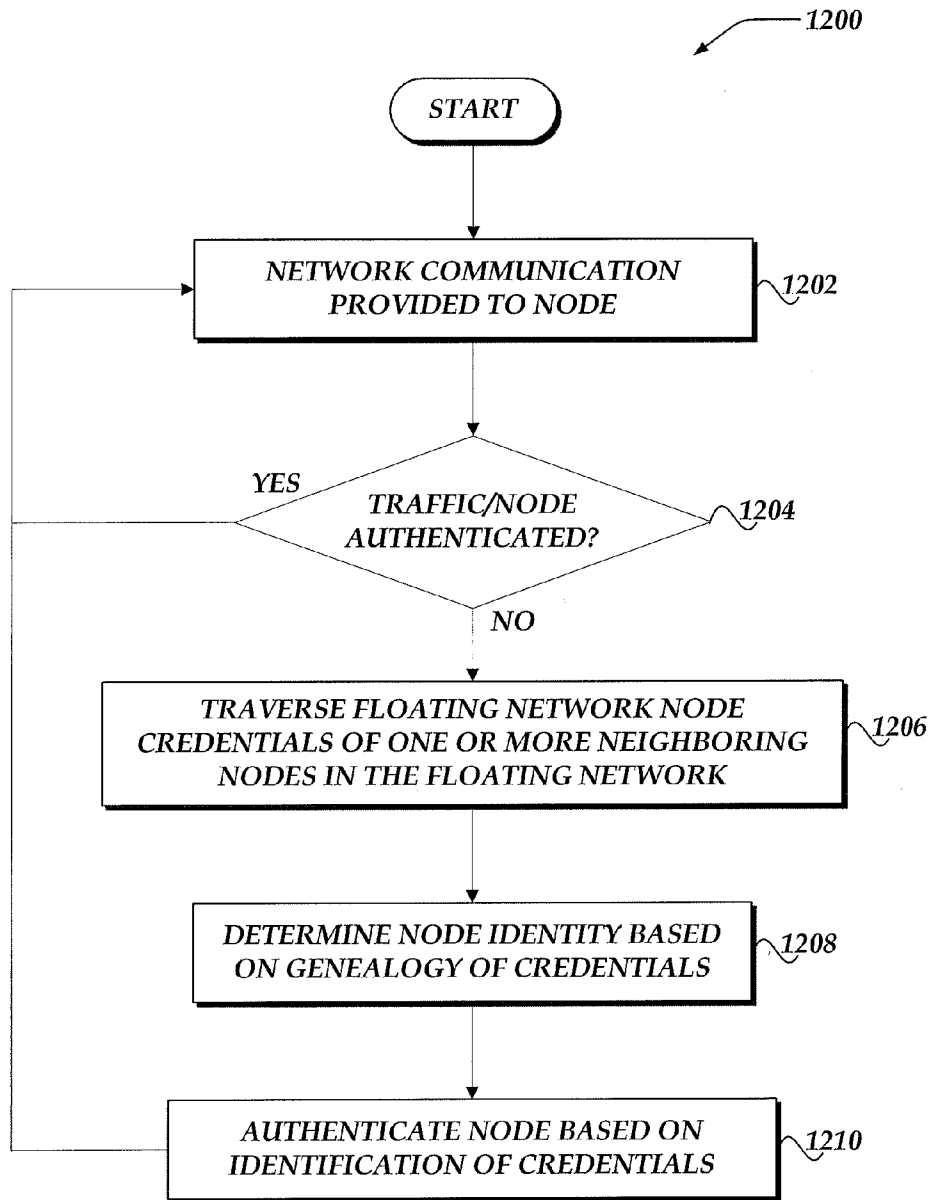 1200
START
NETWORK COMMUNICATION
PROVIDED TO NODE
1202
YES
TRAFFIC/NODE
AUTHENTICATED?
1204
NO
TRAVERSE FLOATING NETWORK NODE
CREDENTIALS OF ONE OR MORE NEIGHBORING
NODES IN THE FLOATING NETWORK
1206
DETERMINE NODE IDENTITY BASED
ON GENEALOGY OF CREDENTIALS
1208
AUTHENTICATE NODE BASED ON
IDENTIFICATION OF CREDENTIALS
1210